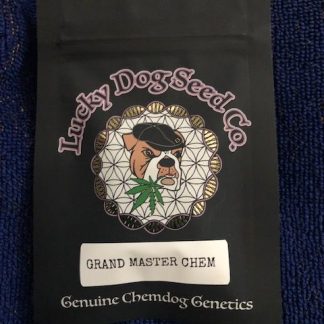 Lucky Dog Seed Co.
GRAND MASTER CHEM
Genuine Chemdog Genetics